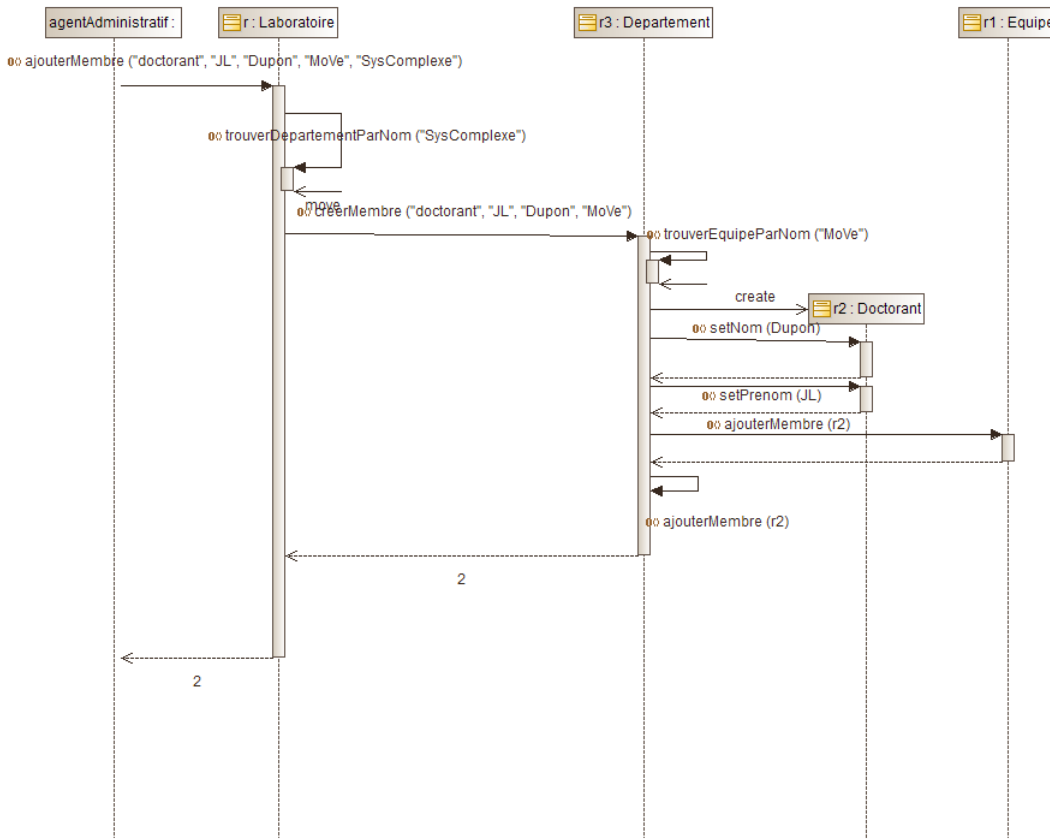 agentAdministratif :
r : Laboratoire
r3 : Departement
r1 : Equipe
ajouterMembre ("doctorant", "JL", "Dupon", "MoVe", "SysComplexe")
trouverDepartementParNom ("SysComplexe")
move
creerMembre ("doctorant", "JL", "Dupon", "MoVe")
trouverEquipeParNom ("MoVe")
create
r2 : Doctorant
setNom (Dupon)
setPrenom (JL)
ajouterMembre (r2)
ajouterMembre (r2)
2
2